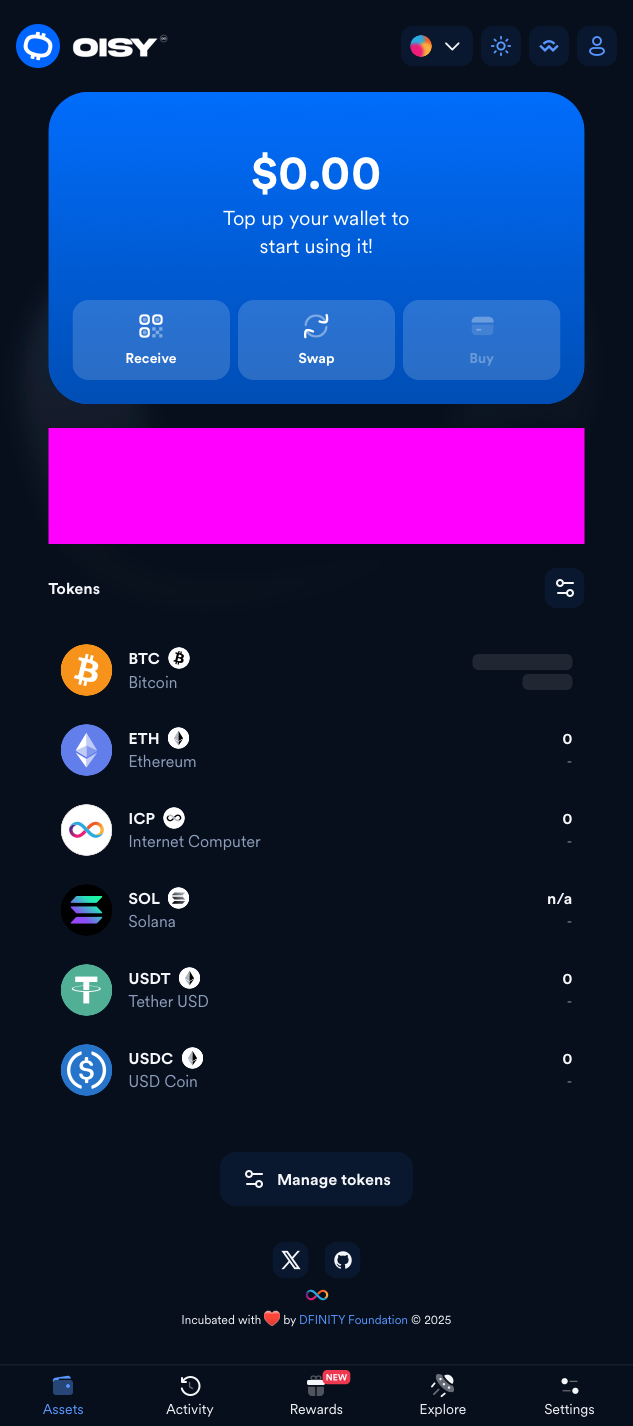 OISY
$0.00
Top up your wallet to
start using it!
Receive
Swap
Buy
Tokens
BTC
Bitcoin
ETH
0
Ethereum
-
ICP
0
Internet Computer
-
SOL
n/a
Solana
-
USDT
0
Tether USD
-
USDC
0
USD Coin
-
Manage tokens
Incubated with ❤️ by DFINITY Foundation © 2025
NEW
Assets
Activity
Rewards
Explore
Settings